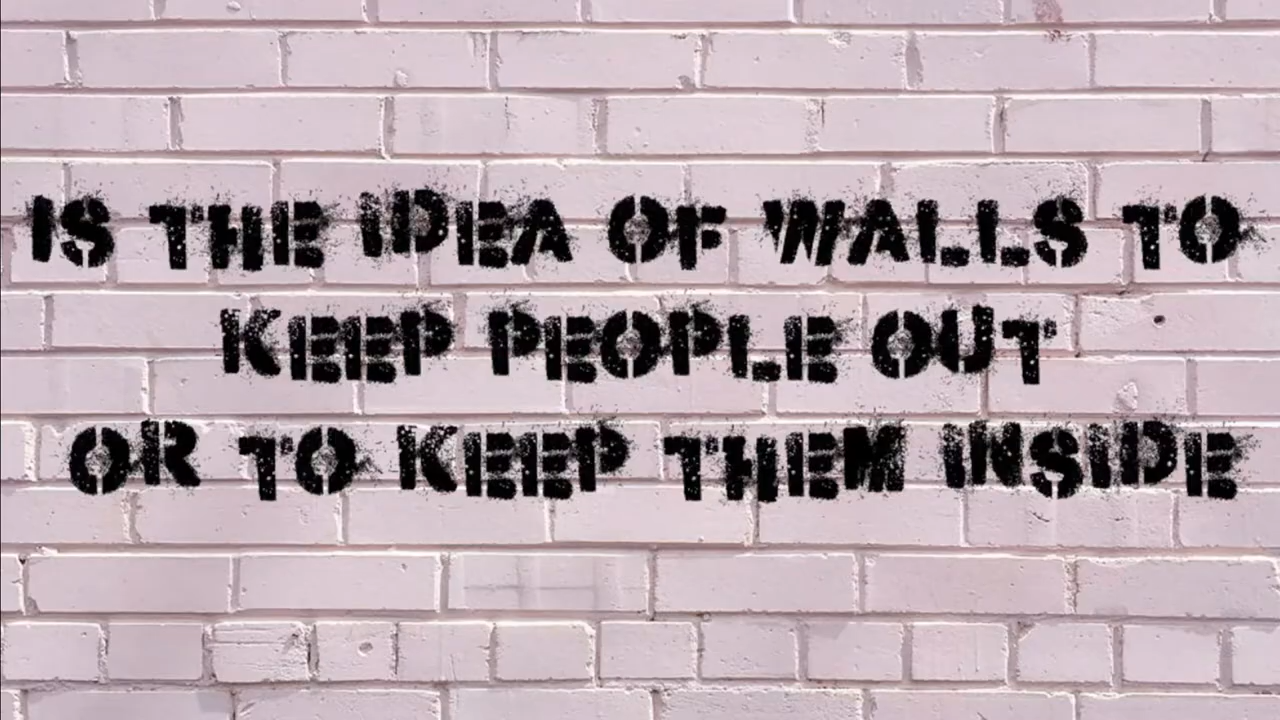 IS THE IDEA OF WALLS TO
KEEP PEOPLE OUT
OR TO KEEP THEM INSIDE